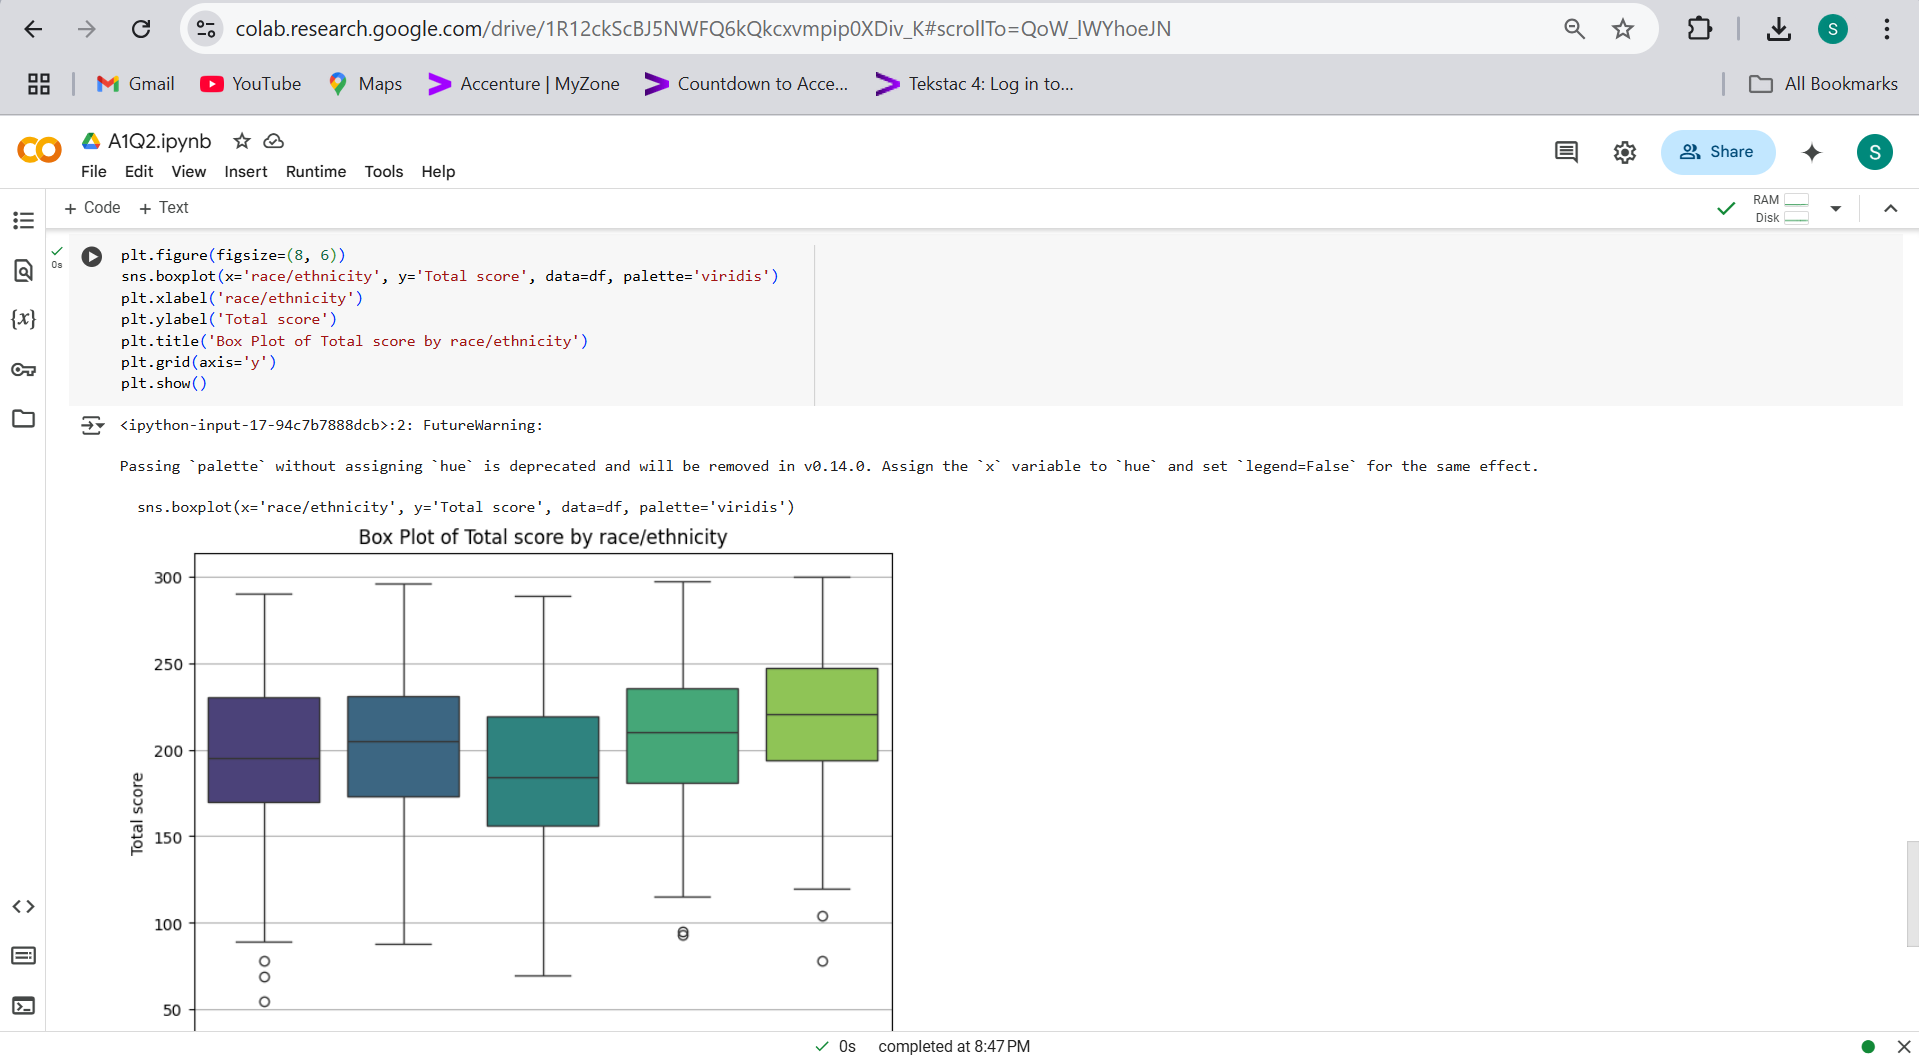 colab.research.google.com/drive/1R12ckScBJ5NWFQ6kQkcxvmpip0XDiv_K#scrollTo=QoW_lWYhoeJN
S
Gmail YouTube Maps Accenture | MyZone Countdown to Acce... Tekstac 4: Log in to... All Bookmarks
CO A1Q2.ipynb
File Edit View Insert Runtime Tools Help
Share
S
+ Code + Text
RAM
Disk
0s
{x}
plt.figure(figsize=(8, 6))
sns.boxplot(x='race/ethnicity', y='Total score', data=df, palette='viridis')
plt.xlabel('race/ethnicity')
plt.ylabel('Total score')
plt.title('Box Plot of Total score by race/ethnicity')
plt.grid(axis='y')
plt.show()
<ipython-input-17-94c7b7888dcb>:2: FutureWarning:
Passing `palette` without assigning `hue` is deprecated and will be removed in v0.14.0. Assign the `x` variable to `hue` and set `legend=False` for the same effect.
sns.boxplot(x='race/ethnicity', y='Total score', data=df, palette='viridis')
Box Plot of Total score by race/ethnicity
300
250
200
150
100
50
Total score
0s completed at 8:47 PM